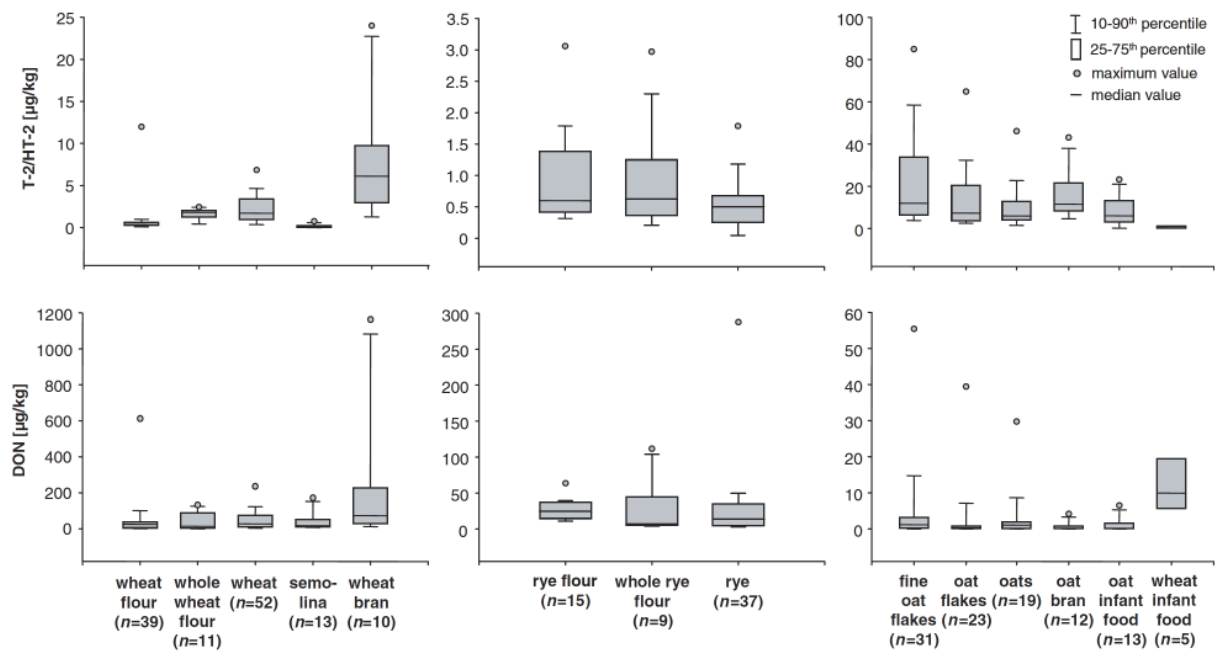 T-2/HT-2 [µg/kg]
25
20
15
10
5
0
3.5
3.0
2.5
2.0
1.5
1.0
0.5
0
100
80
60
40
20
0
10-90th percentile
25-75th percentile
maximum value
median value
DON [µg/kg]
1200
1000
800
600
400
200
0
300
250
200
150
100
50
0
60
50
40
30
20
10
0
wheat
flour
(n=39)
whole
wheat
flour
(n=11)
wheat
(n=52)
semo-
lina
(n=13)
wheat
bran
(n=10)
rye flour
(n=15)
whole rye
flour
(n=9)
rye
(n=37)
fine
oat
flakes
(n=31)
oat
flakes
(n=23)
oats
(n=19)
oat
bran
(n=12)
oat
infant
food
(n=13)
wheat
infant
food
(n=5)